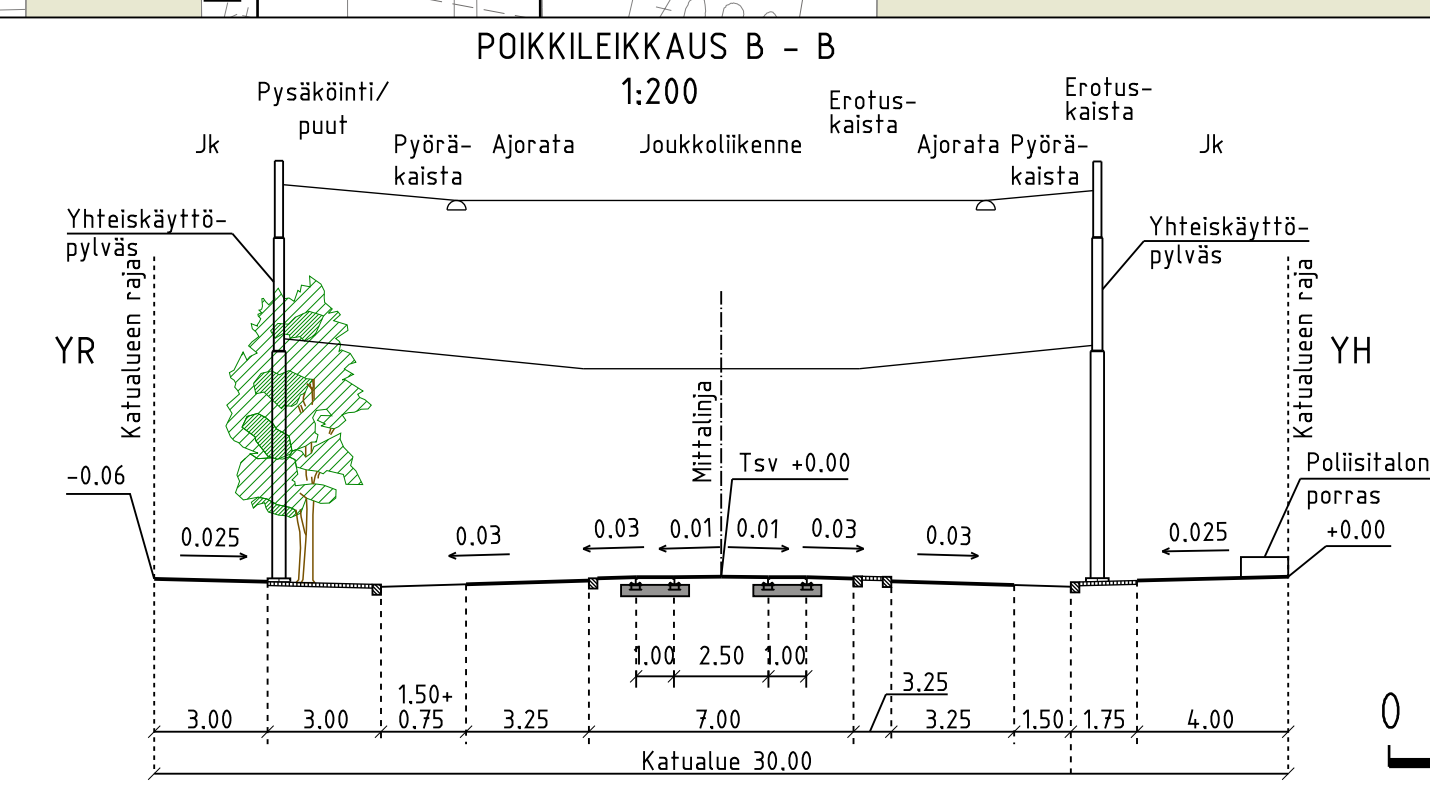 POIKKILEIKKAUS B - B
1:200
Pysäköinti/
puut
Erotus-
kaista
Erotus-
kaista
Jk
Pyörä-
kaista
Ajorata
Joukkoliikenne
Ajorata
Pyörä-
kaista
Jk
Yhteiskäyttö-
pylväs
Yhteiskäyttö-
pylväs
Katualueen raja
Katualueen raja
YR
YH
Mittalinja
-0.06
Tsv +0.00
Poliisitalon
porras
+0.00
0.025
0.03
0.03
0.01
0.01
0.03
0.03
0.025
1.00
2.50
1.00
3.25
1.50+
0.75
3.00
3.00
3.25
7.00
3.25
1.50
1.75
4.00
0
Katualue 30.00